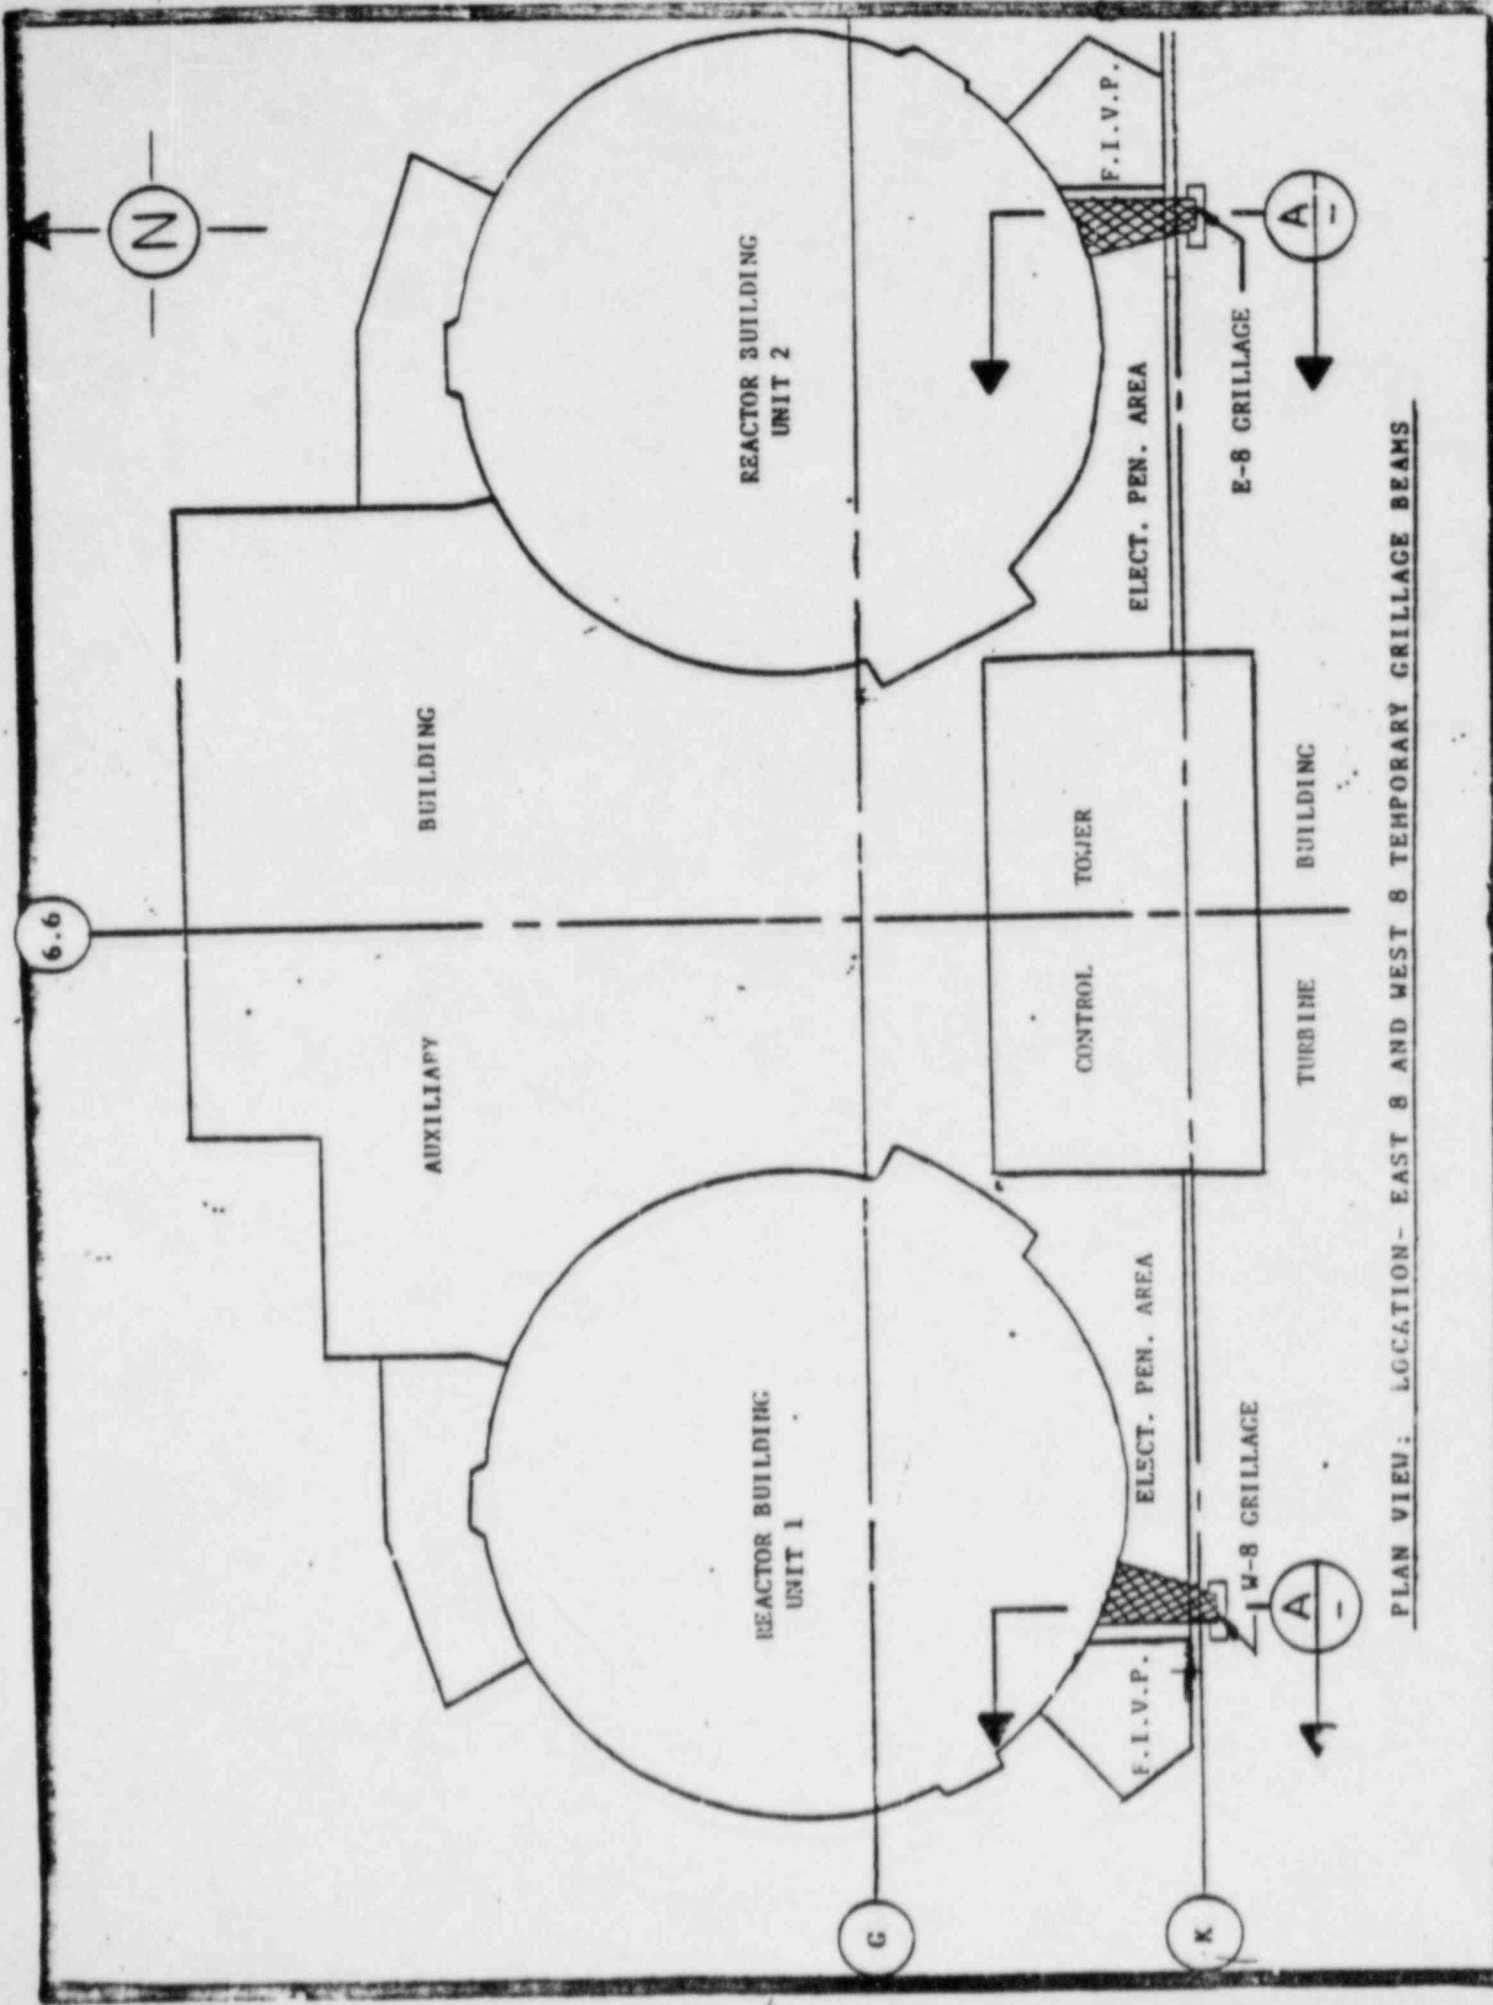 6.6
N
AUXILIARY BUILDING
REACTOR BUILDING
UNIT 1
REACTOR BUILDING
UNIT 2
G
CONTROL TOWER
F.I.V.P.
ELECT. PEN. AREA
ELECT. PEN. AREA
F.I.V.P.
K
W-8 GRILLAGE
E-8 GRILLAGE
TURBINE BUILDING
A
-
A
-
PLAN VIEW: LOCATION- EAST 8 AND WEST 8 TEMPORARY GRILLAGE BEAMS